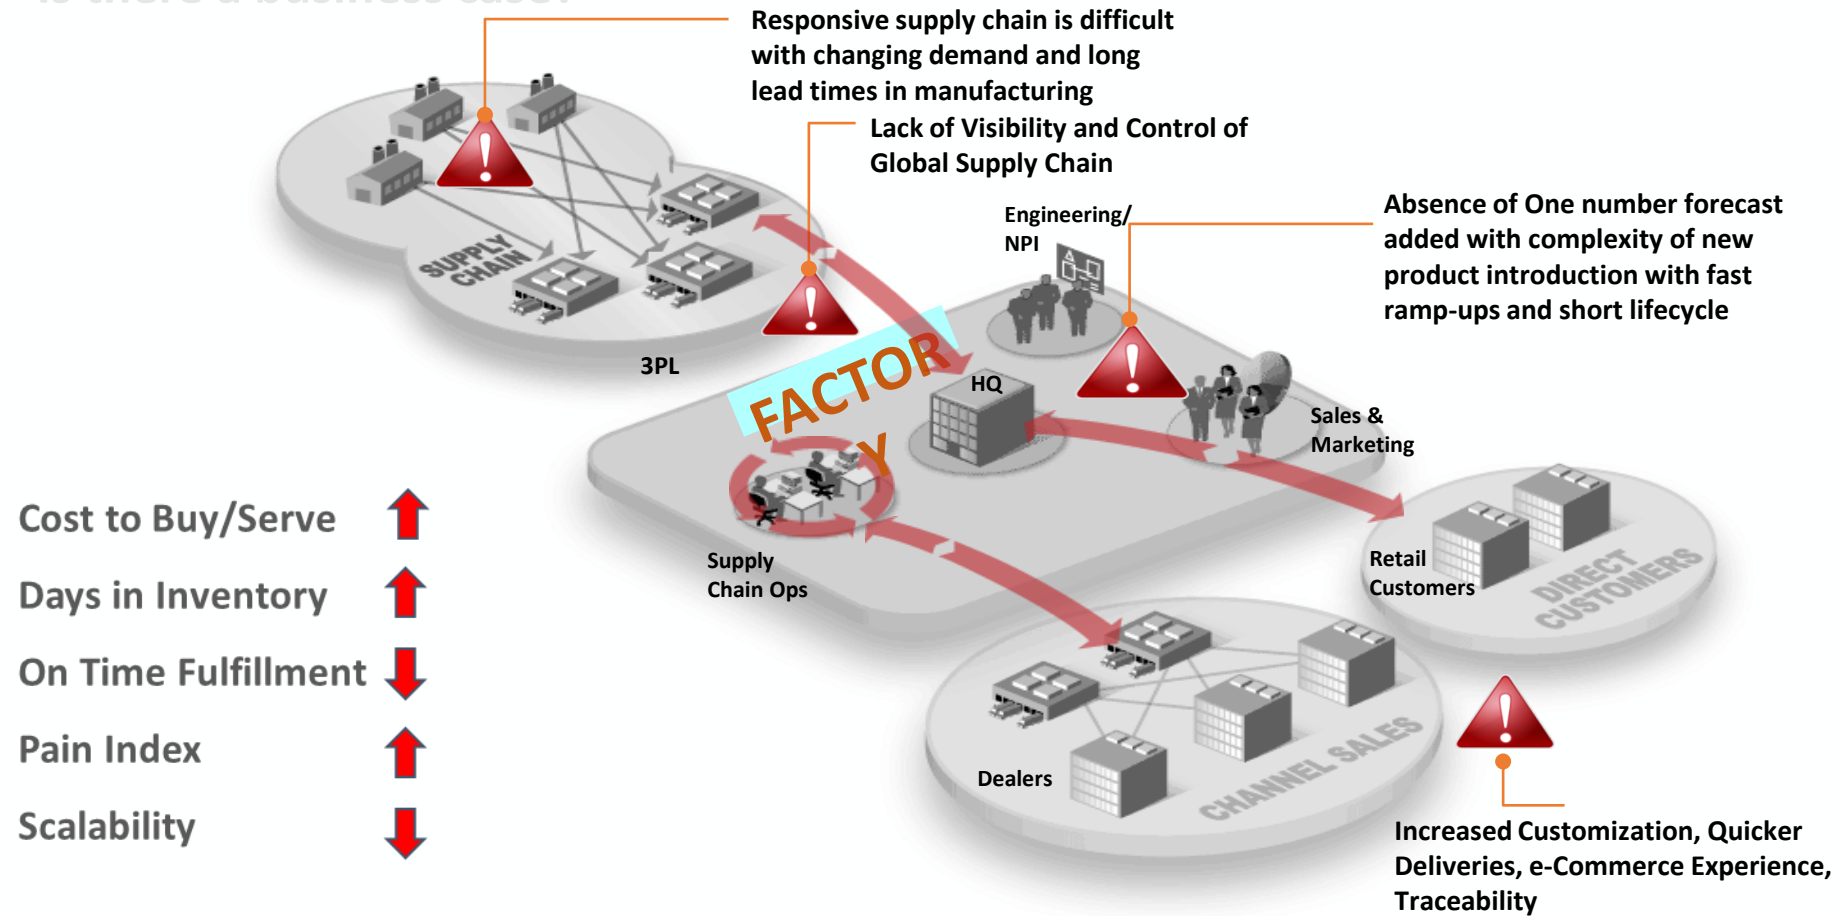 Is there a business case?
Responsive supply chain is difficult
with changing demand and long
lead times in manufacturing
Lack of Visibility and Control of
Global Supply Chain
Absence of One number forecast
added with complexity of new
product introduction with fast
ramp-ups and short lifecycle
Engineering/
NPI
SUPPLY
CHAIN
3PL
FACTOR
Y
HQ
Sales &
Marketing
Supply
Chain Ops
Retail
Customers
DIRECT
CUSTOMERS
Dealers
CHANNEL SALES
Cost to Buy/Serve
Days in Inventory
On Time Fulfillment
Pain Index
Scalability
Increased Customization, Quicker
Deliveries, e-Commerce Experience,
Traceability